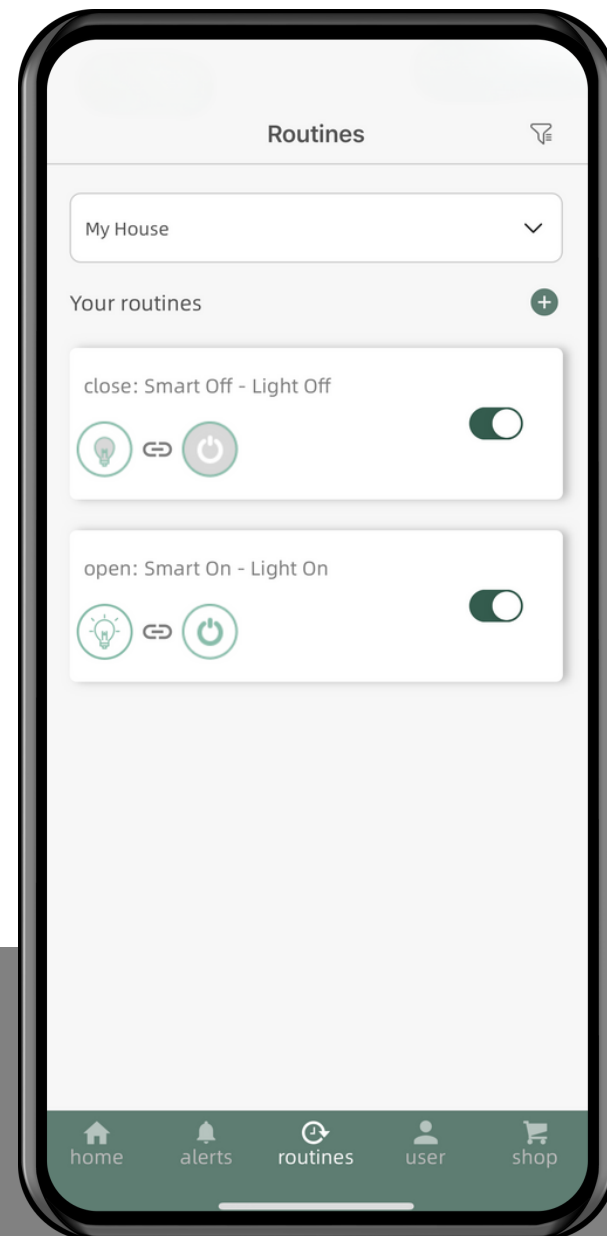 Routines
My House
Your routines
close: Smart Off - Light Off
open: Smart On - Light On
home alerts routines user shop